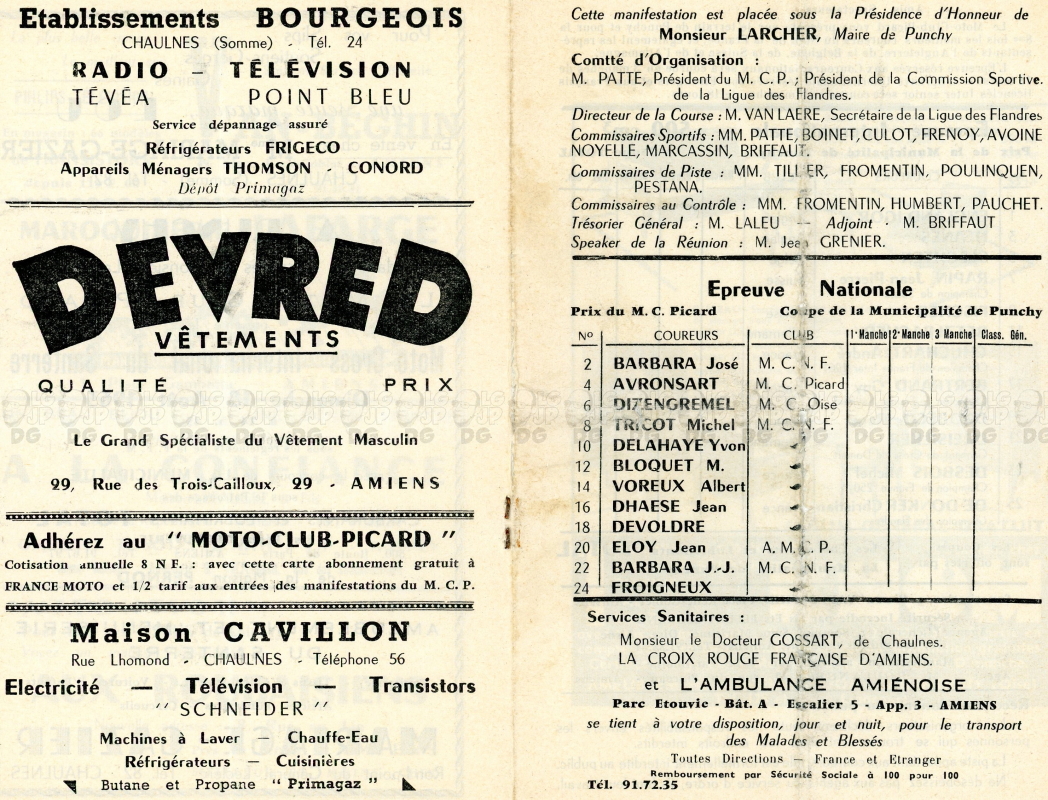 Etablissements BOURGEOIS
CHAULNES (Somme) Tél. 24
RADIO - TÉLÉVISION
TÉVÉA POINT BLEU
Service dépannage assuré
Réfrigérateurs FRIGECO
Appareils Ménagers THOMSON - CONORD
Dépôt Primagaz
DEVRED
VÊTEMENTS
QUALITÉ PRIX
Le Grand Spécialiste du Vêtement Masculin
29, Rue des Trois-Cailloux, 29 - AMIENS
Adhérez au " MOTO-CLUB-PICARD "
Cotisation annuelle 8 N F. : avec cette carte abonnement gratuit à
FRANCE MOTO et 1/2 tarif aux entrées des manifestations du M. C. P.
Maison CAVILLON
Rue Lhomond - CHAULNES - Téléphone 56
Electricité — Télévision — Transistors
" SCHNEIDER "
Machines à Laver — Chauffe-Eau
Réfrigérateurs — Cuisinières
Butane et Propane " Primagaz "
Cette manifestation est placée sous la Présidence d'Honneur de
Monsieur LARCHER, Maire de Punchy
Comtté d'Organisation :
M. PATTE, Président du M. C. P. ; Président de la Commission Sportive.
de la Ligue des Flandres.
Directeur de la Course : M. VAN LAERE, Secrétaire de la Ligue des Flandres
Commissaires Sportifs : MM. PATTE, BOINET, CULOT, FRENOY, AVOINE
NOYELLE, MARCASSIN, BRIFFAUT.
Commissaires de Piste : MM. TILLIER, FROMENTIN, POULINQUEN,
PESTANA.
Commissaires au Contrôle : MM. FROMENTIN, HUMBERT, PAUCHET.
Trésorier Général : M. LALEU — Adjoint - M. BRIFFAUT
Speaker de la Réunion : M. Jean GRENIER.
Epreuve Nationale
Prix du M. C. Picard Coupe de la Municipalité de Punchy
No COUREURS CLUB 1e Manche 2e Manche 3 Manche Class. Gén.
2 BARBARA José M. C. N. F.
4 AVRONSART M. C. Picard
6 DIZENGREMEL M. C. Oise
8 TRICOT Michel M. C. N. F.
10 DELAHAYE Yvon
12 BLOQUET M.
14 VOREUX Albert
16 DHAESE Jean
18 DEVOLDRE
20 ELOY Jean A. M. C. P.
22 BARBARA J.-J. M. C. N. F.
24 FROIGNEUX
Services Sanitaires :
Monsieur le Docteur GOSSART, de Chaulnes.
LA CROIX ROUGE FRANÇAISE D'AMIENS.
et L'AMBULANCE AMIÉNOISE
Parc Etouvie - Bât. A - Escalier 5 - App. 3 - AMIENS
se tient à votre disposition, jour et nuit, pour le transport
des Malades et Blessés
Toutes Directions - France et Etranger
Remboursement par Sécurité Sociale à 100 pour 100
Tél. 91.72.35